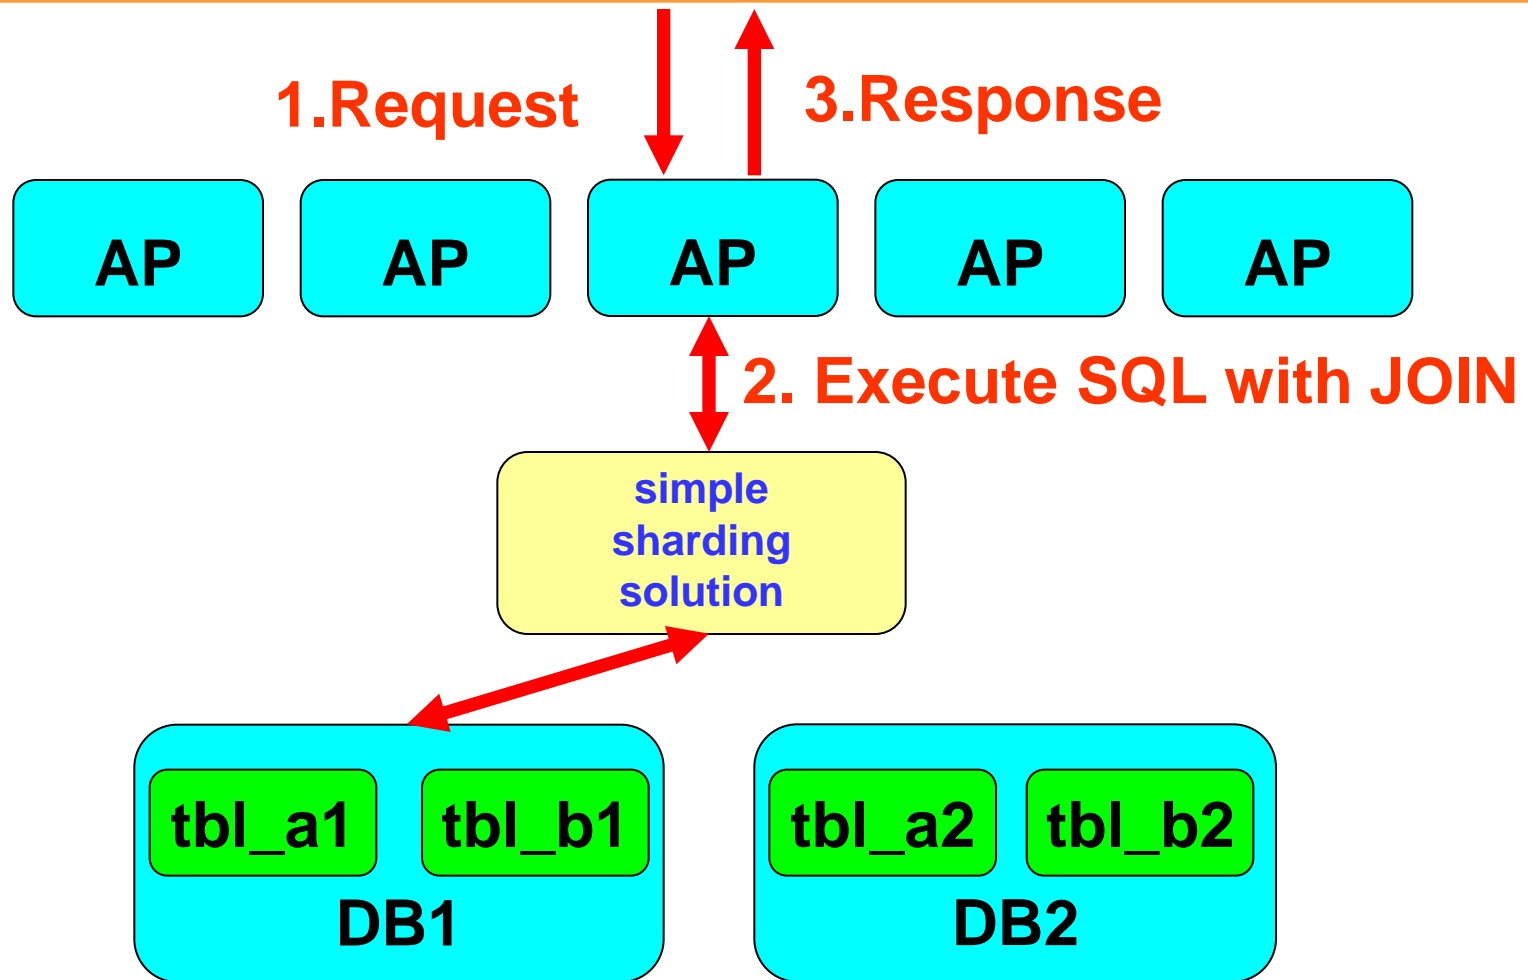 1.Request
3.Response
AP
AP
AP
AP
AP
2. Execute SQL with JOIN
simple
sharding
solution
tbl_a1
tbl_b1
tbl_a2
tbl_b2
DB1
DB2